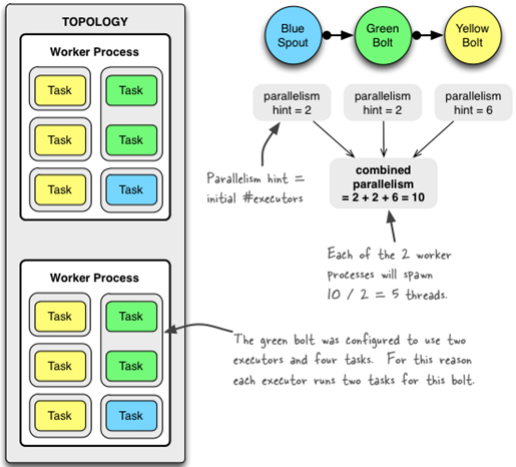 TOPOLOGY
Worker Process
Task Task
Task Task
Task Task
Worker Process
Task Task
Task Task
Task Task
Blue
Spout
Green
Bolt
Yellow
Bolt
parallelism
hint = 2
parallelism
hint = 2
parallelism
hint = 6
combined
parallelism
= 2 + 2 + 6 = 10
Parallelism hint =
initial #executors
Each of the 2 worker
processes will spawn
10 / 2 = 5 threads.
The green bolt was configured to use two
executors and four tasks. For this reason
each executor runs two tasks for this bolt.